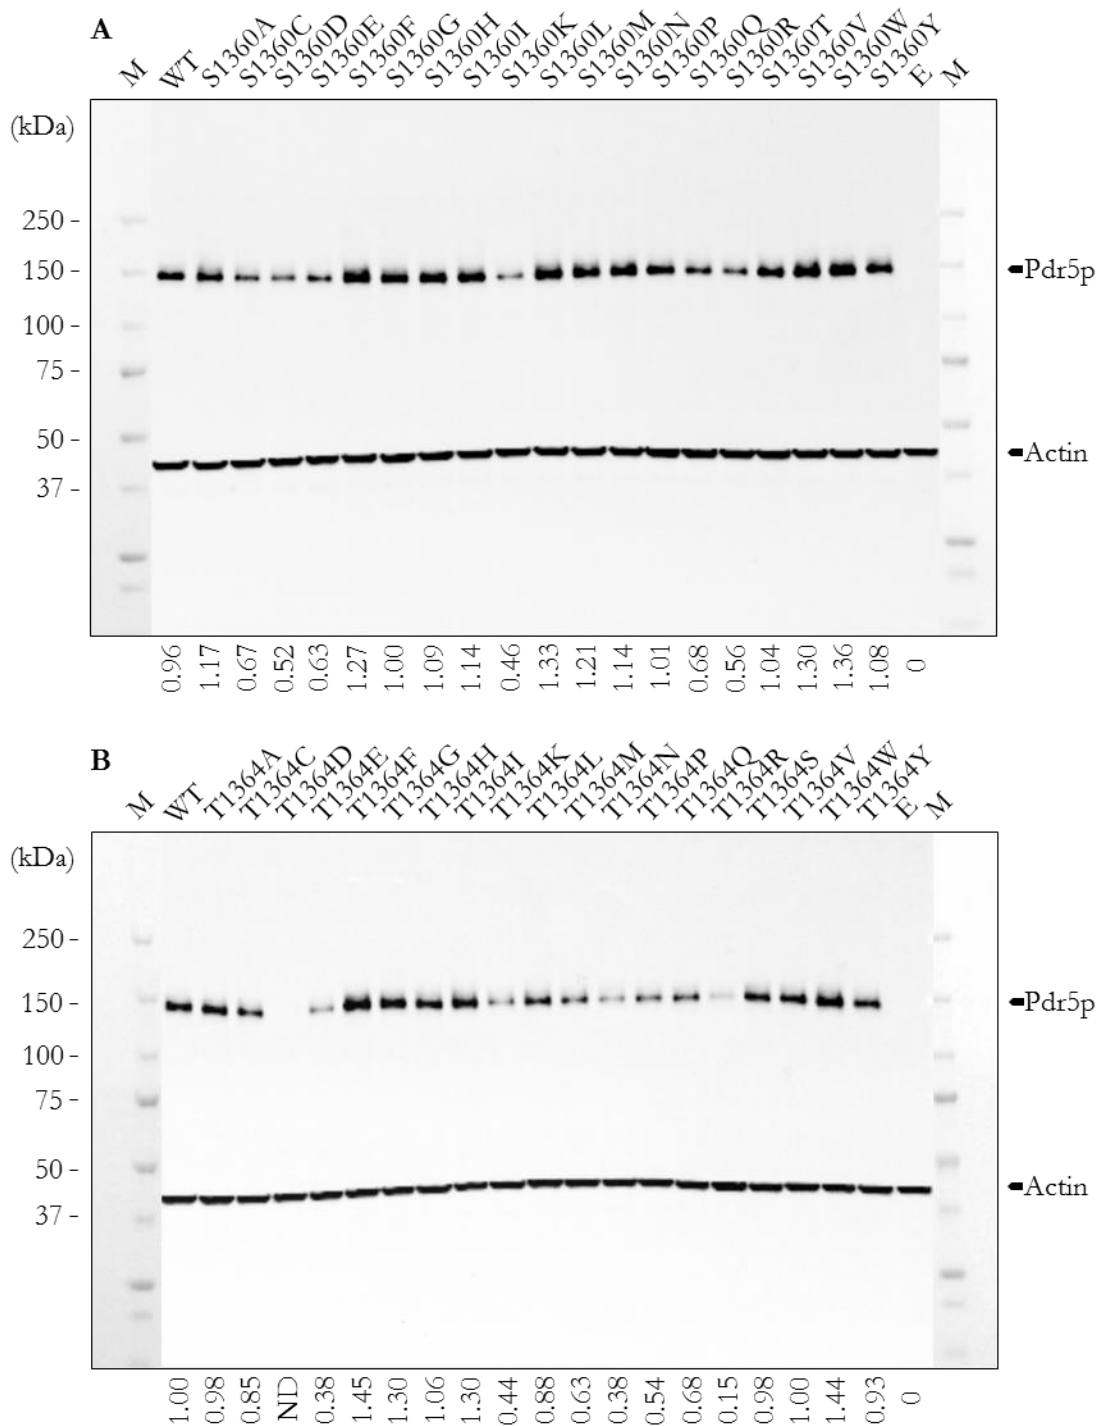 A
M WT S1360A S1360C S1360D S1360E S1360F S1360G S1360H S1360I S1360K S1360L S1360M S1360N S1360P S1360Q S1360R S1360T S1360V S1360W S1360Y E M
(kDa)
250 -
150 -
Pdr5p
100 -
75 -
50 -
Actin
37 -
0.96 1.17 0.67 0.52 0.63 1.27 1.00 1.09 1.14 0.46 1.33 1.21 1.14 1.01 0.68 0.56 1.04 1.30 1.36 1.08 0
B
M WT T1364A T1364C T1364D T1364E T1364F T1364G T1364H T1364I T1364K T1364L T1364M T1364N T1364P T1364Q T1364R T1364S T1364V T1364W T1364Y E M
(kDa)
250 -
150 -
Pdr5p
100 -
75 -
50 -
Actin
37 -
1.00 0.98 0.85 ND 0.38 1.45 1.30 1.06 1.30 0.44 0.88 0.63 0.38 0.54 0.68 0.15 0.98 1.00 1.44 0.93 0